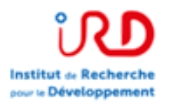 IRD
Institut de Recherche
pour le Développement